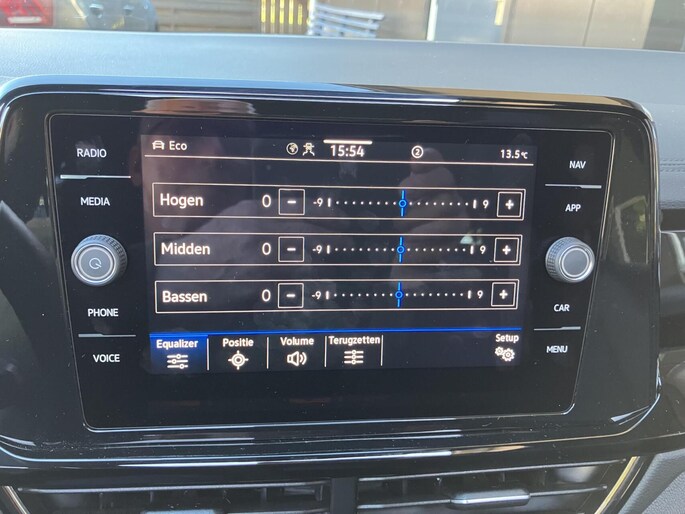 RADIO
MEDIA
PHONE
VOICE
Eco
15:54
2
13.5°C
Hogen 0 - -9 9 +
Midden 0 - -9 9 +
Bassen 0 - -9 9 +
Equalizer
Positie
Volume
Terugzetten
Setup
NAV
APP
CAR
MENU